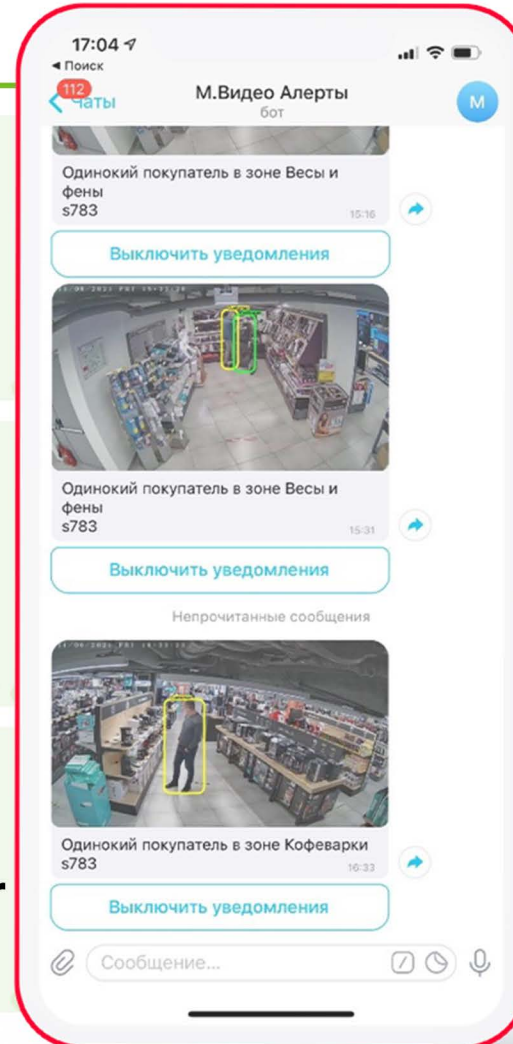 17:04
Поиск
112
Чаты
М.Видео Алерты
бот
М
Одинокий покупатель в зоне Весы и
фены
s783
15:16
Выключить уведомления
Одинокий покупатель в зоне Весы и
фены
s783
15:31
Выключить уведомления
Непрочитанные сообщения
Одинокий покупатель в зоне Кофеварки
s783
16:33
Выключить уведомления
Сообщение...
r